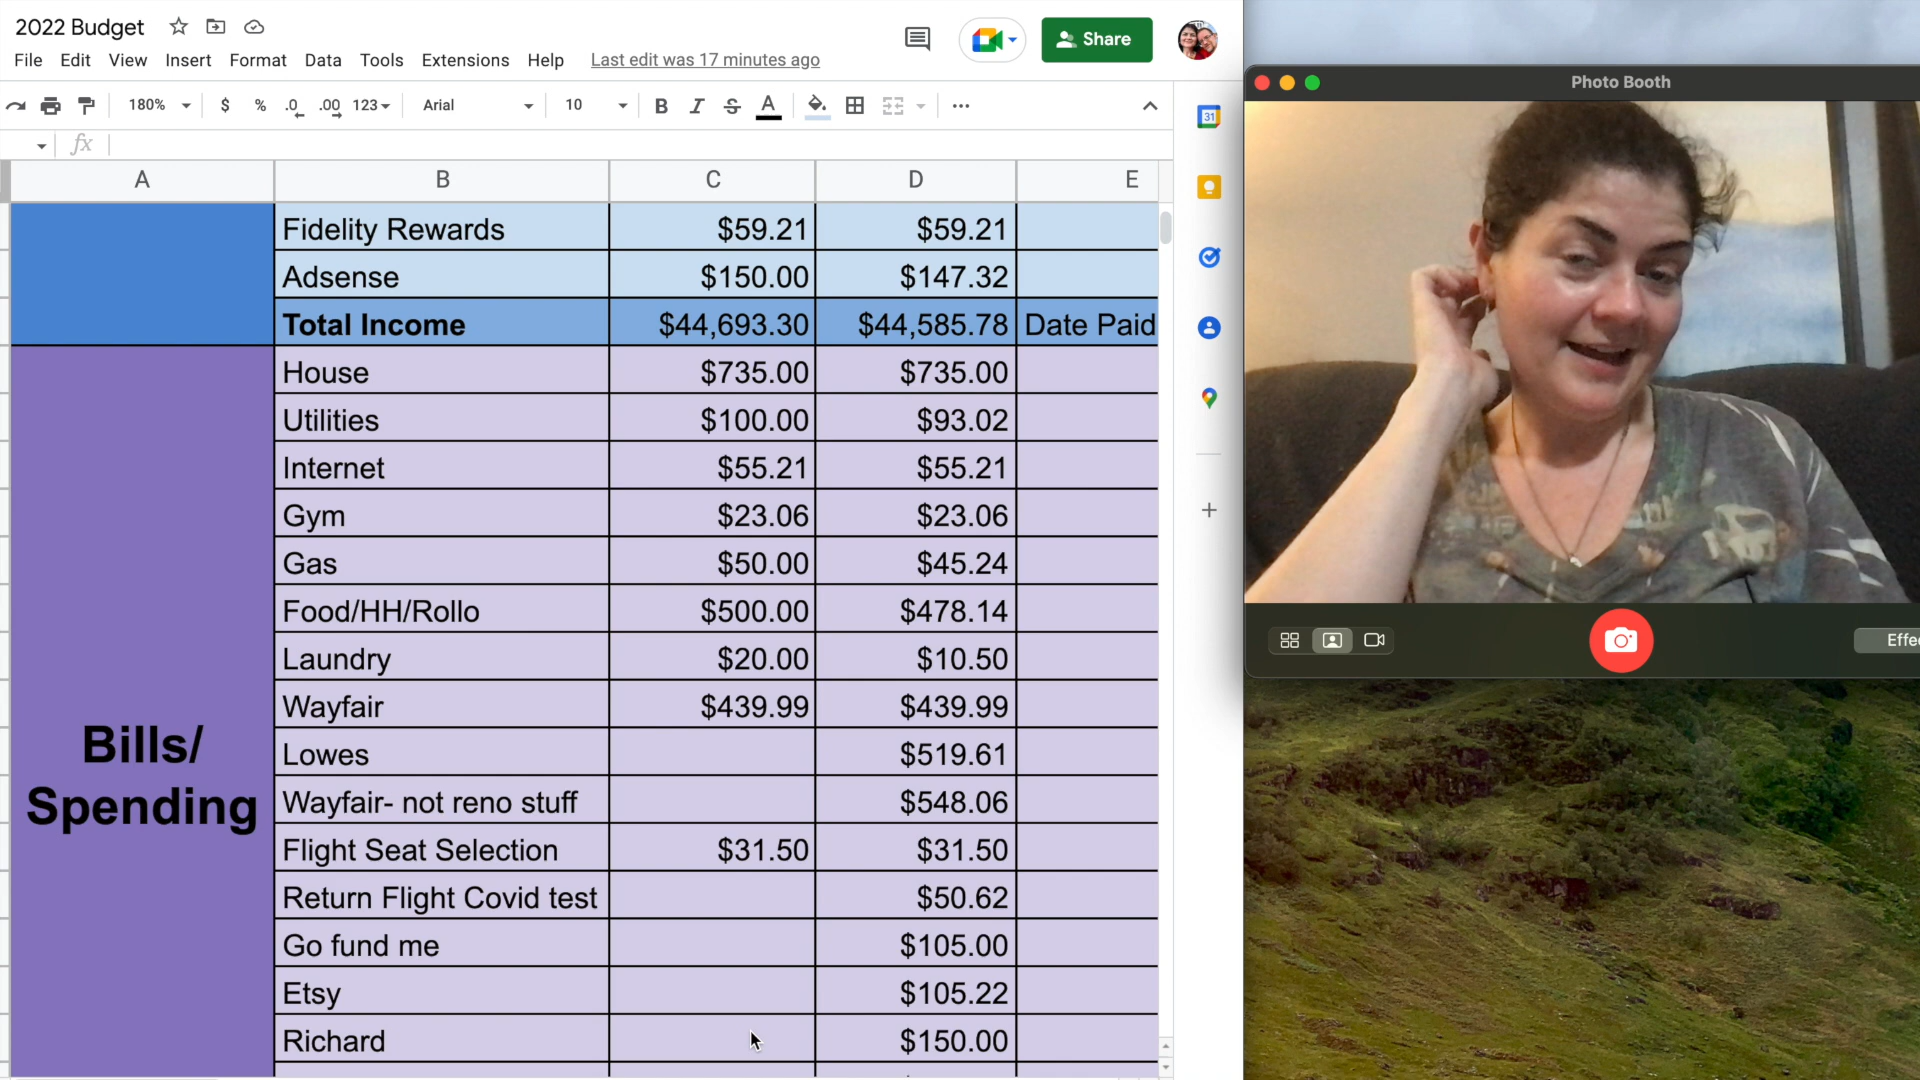 2022 Budget
File Edit View Insert Format Data Tools Extensions Help Last edit was 17 minutes ago
Share
180% $ % .0 .00 123 Arial 10 B I S A
fx
31
A B C D E
Fidelity Rewards $59.21 $59.21
Adsense $150.00 $147.32
Total Income $44,693.30 $44,585.78 Date Paid
House $735.00 $735.00
Utilities $100.00 $93.02
Internet $55.21 $55.21
Gym $23.06 $23.06
Gas $50.00 $45.24
Food/HH/Rollo $500.00 $478.14
Laundry $20.00 $10.50
Wayfair $439.99 $439.99
Lowes $519.61
Wayfair- not reno stuff $548.06
Flight Seat Selection $31.50 $31.50
Return Flight Covid test $50.62
Go fund me $105.00
Etsy $105.22
Richard $150.00
Bills/
Spending
Photo Booth
Effe